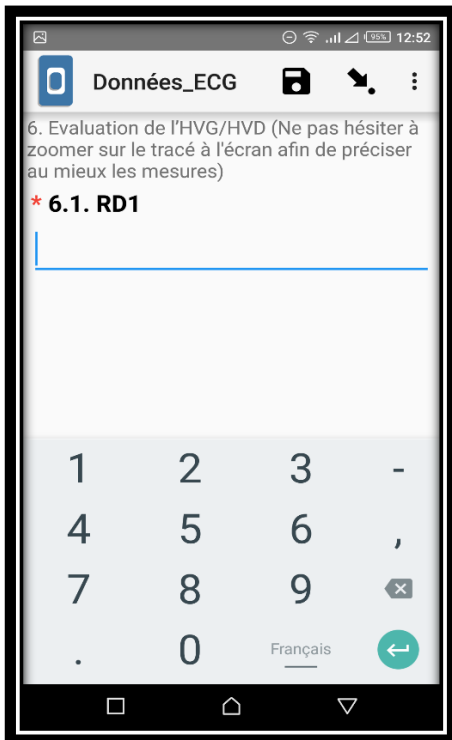 95% 12:52
Données_ECG
6. Evaluation de l'HVG/HVD (Ne pas hésiter à
zoomer sur le tracé à l'écran afin de préciser
au mieux les mesures)
* 6.1. RD1
1 2 3 -
4 5 6 ,
7 8 9
. 0 Français